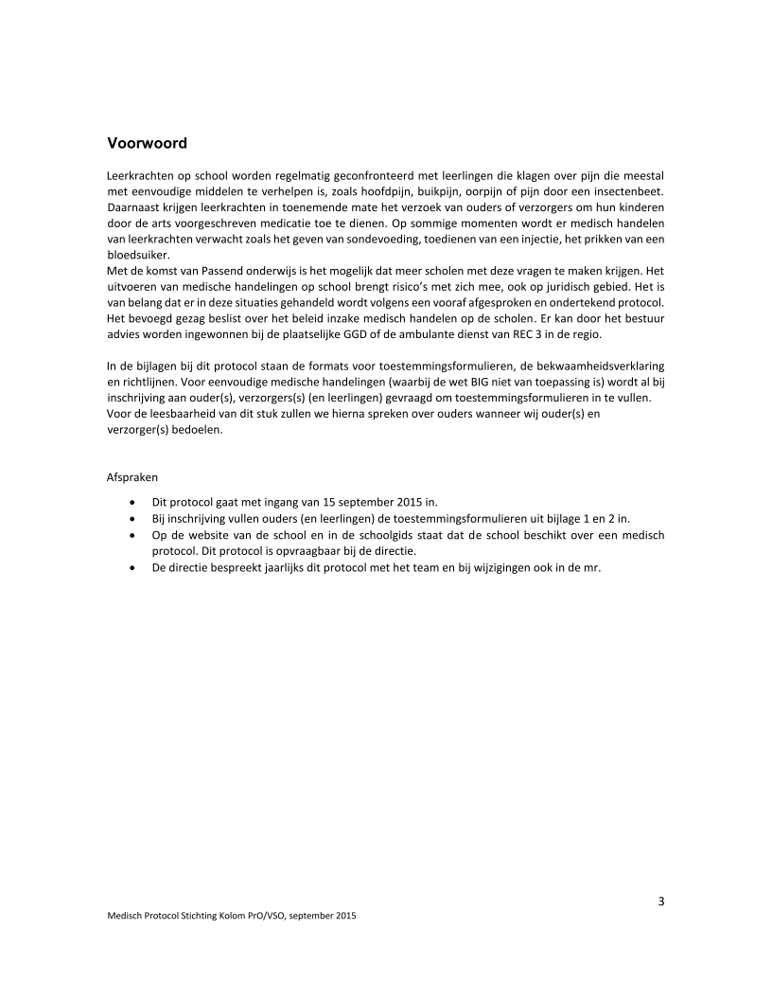 Voorwoord
Leerkrachten op school worden regelmatig geconfronteerd met leerlingen die klagen over pijn die meestal
met eenvoudige middelen te verhelpen is, zoals hoofdpijn, buikpijn, oorpijn of pijn door een insectenbeet.
Daarnaast krijgen leerkrachten in toenemende mate het verzoek van ouders of verzorgers om hun kinderen
door de arts voorgeschreven medicatie toe te dienen. Op sommige momenten wordt er medisch handelen
van leerkrachten verwacht zoals het geven van sondevoeding, toedienen van een injectie, het prikken van een
bloedsuiker.
Met de komst van Passend onderwijs is het mogelijk dat meer scholen met deze vragen te maken krijgen. Het
uitvoeren van medische handelingen op school brengt risico’s met zich mee, ook op juridisch gebied. Het is
van belang dat er in deze situaties gehandeld wordt volgens een vooraf afgesproken en ondertekend protocol.
Het bevoegd gezag beslist over het beleid inzake medisch handelen op de scholen. Er kan door het bestuur
advies worden ingewonnen bij de plaatselijke GGD of de ambulante dienst van REC 3 in de regio.
In de bijlagen bij dit protocol staan de formats voor toestemmingsformulieren, de bekwaamheidsverklaring
en richtlijnen. Voor eenvoudige medische handelingen (waarbij de wet BIG niet van toepassing is) wordt al bij
inschrijving aan ouder(s), verzorgers(s) (en leerlingen) gevraagd om toestemmingsformulieren in te vullen.
Voor de leesbaarheid van dit stuk zullen we hierna spreken over ouders wanneer wij ouder(s) en
verzorger(s) bedoelen.
Afspraken
• Dit protocol gaat met ingang van 15 september 2015 in.
• Bij inschrijving vullen ouders (en leerlingen) de toestemmingsformulieren uit bijlage 1 en 2 in.
• Op de website van de school en in de schoolgids staat dat de school beschikt over een medisch
protocol. Dit protocol is opvraagbaar bij de directie.
• De directie bespreekt jaarlijks dit protocol met het team en bij wijzigingen ook in de mr.
3
Medisch Protocol Stichting Kolom PrO/VSO, september 2015